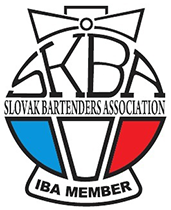 SKBA
SLOVAK BARTENDERS ASSOCIATION
IBA MEMBER